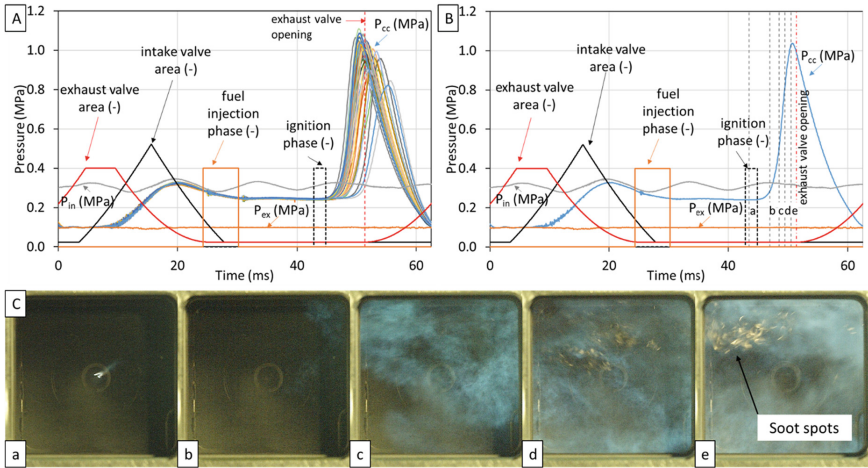 A
exhaust valve
opening
P_cc (MPa)
intake valve
area (-)
exhaust valve
area (-)
fuel
injection
phase (-)
ignition
phase (-)
P_in (MPa)
P_ex (MPa)
Pressure (MPa)
1.2
1.0
0.8
0.6
0.4
0.2
0.0
0
20
40
60
Time (ms)
B
P_cc (MPa)
intake valve
area (-)
exhaust valve
area (-)
fuel
injection
phase (-)
ignition
phase (-)
exhaust valve opening
P_in (MPa)
P_ex (MPa)
a
b
c
d
e
Pressure (MPa)
1.2
1.0
0.8
0.6
0.4
0.2
0.0
0
20
40
60
Time (ms)
C
a
b
c
d
e
Soot spots